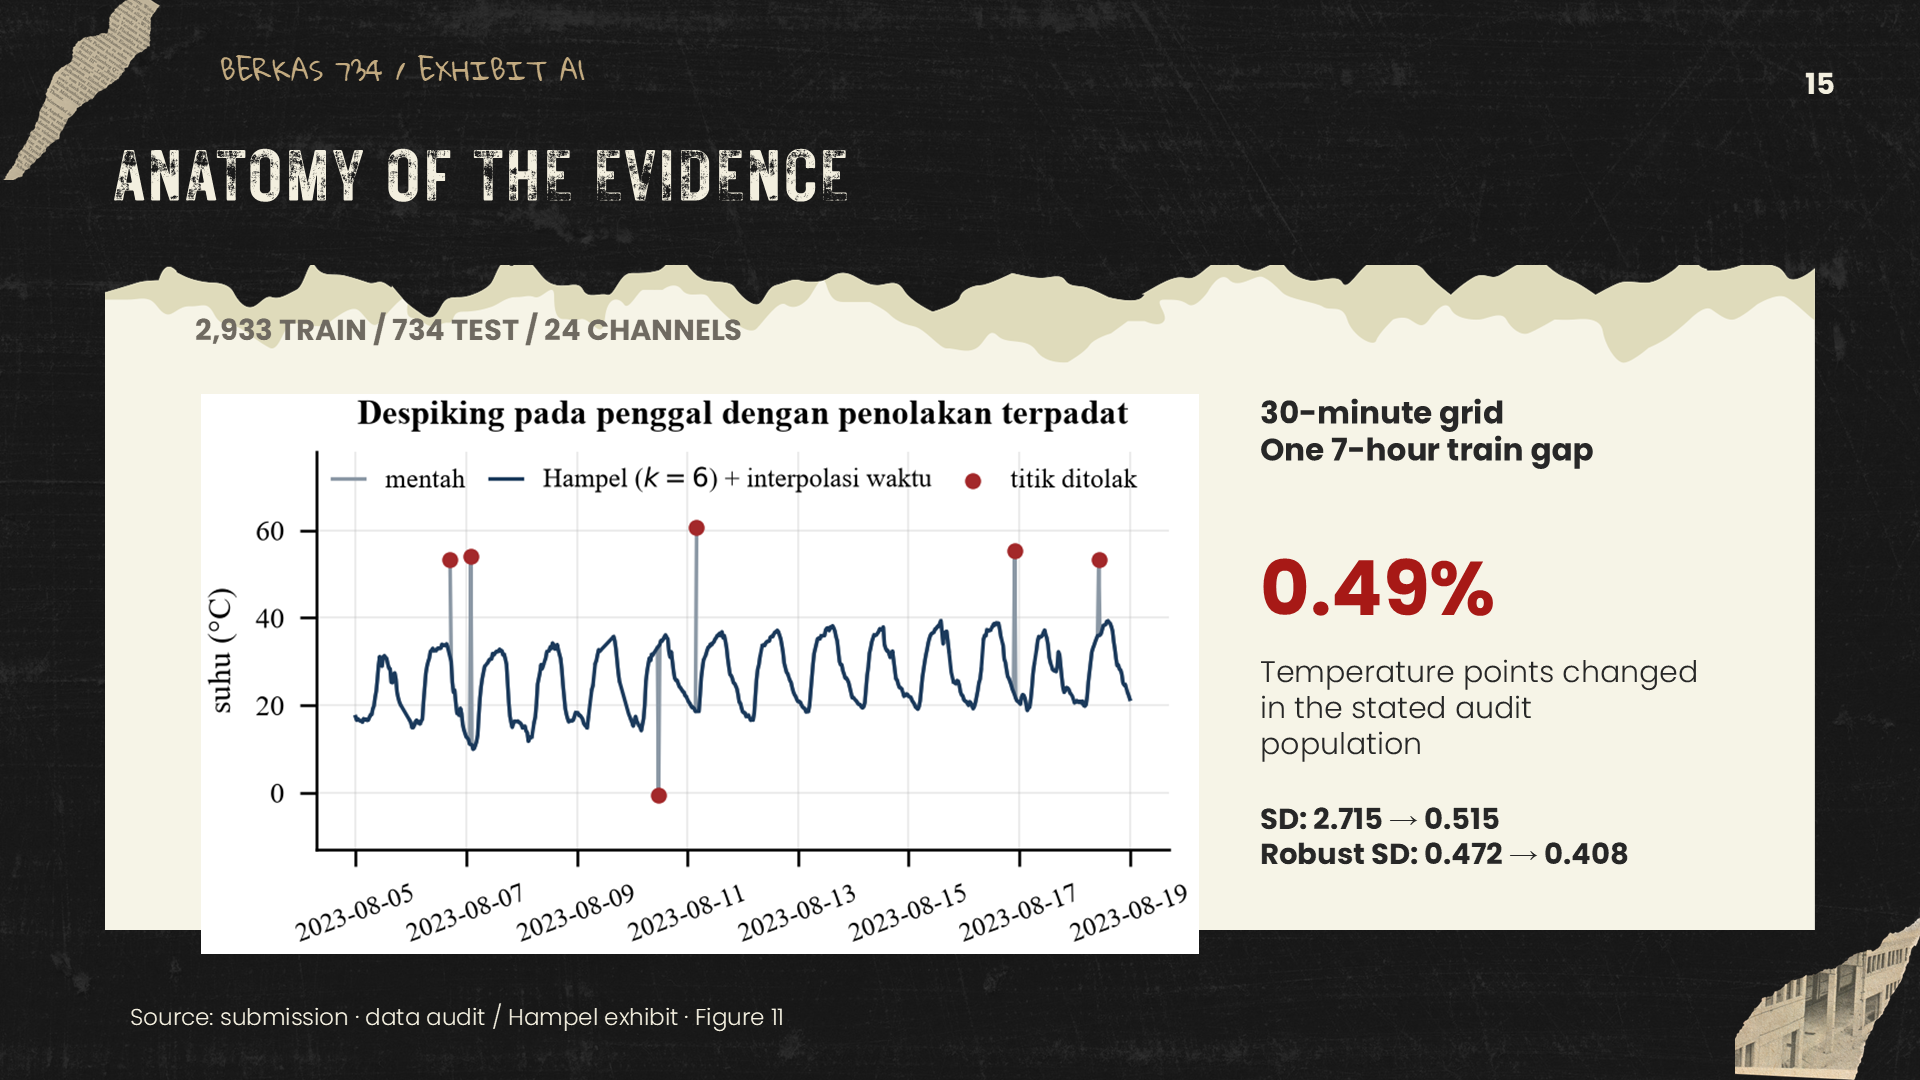 BERKAS 734 / EXHIBIT A1
15
ANATOMY OF THE EVIDENCE
2,933 TRAIN / 734 TEST / 24 CHANNELS
Despiking pada penggal dengan penolakan terpadat
mentah
Hampel (k = 6) + interpolasi waktu
titik ditolak
suhu (°C)
60
40
20
0
2023-08-05
2023-08-07
2023-08-09
2023-08-11
2023-08-13
2023-08-15
2023-08-17
2023-08-19
30-minute grid
One 7-hour train gap
0.49%
Temperature points changed
in the stated audit
population
SD: 2.715 → 0.515
Robust SD: 0.472 → 0.408
Source: submission · data audit / Hampel exhibit · Figure 11